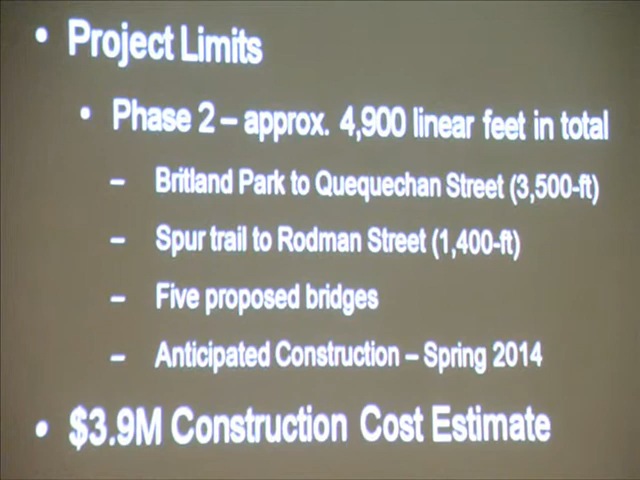 • Project Limits
• Phase 2 – approx. 4,900 linear feet in total
– Britland Park to Quequechan Street (3,500-ft)
– Spur trail to Rodman Street (1,400-ft)
– Five proposed bridges
– Anticipated Construction – Spring 2014
• $3.9M Construction Cost Estimate